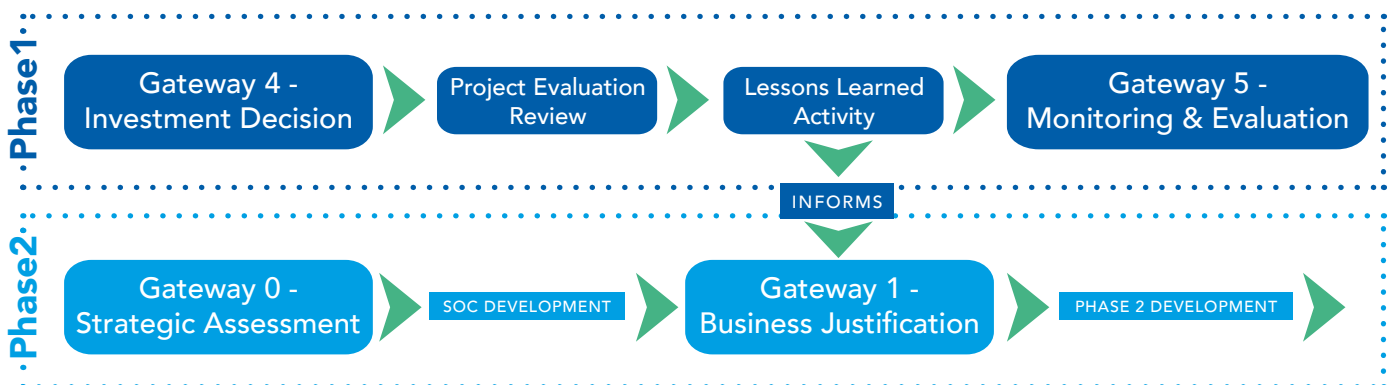 Phase1
Gateway 4 -
Investment Decision
Project Evaluation
Review
Lessons Learned
Activity
Gateway 5 -
Monitoring & Evaluation
INFORMS
Phase2
Gateway 0 -
Strategic Assessment
SOC DEVELOPMENT
Gateway 1 -
Business Justification
PHASE 2 DEVELOPMENT